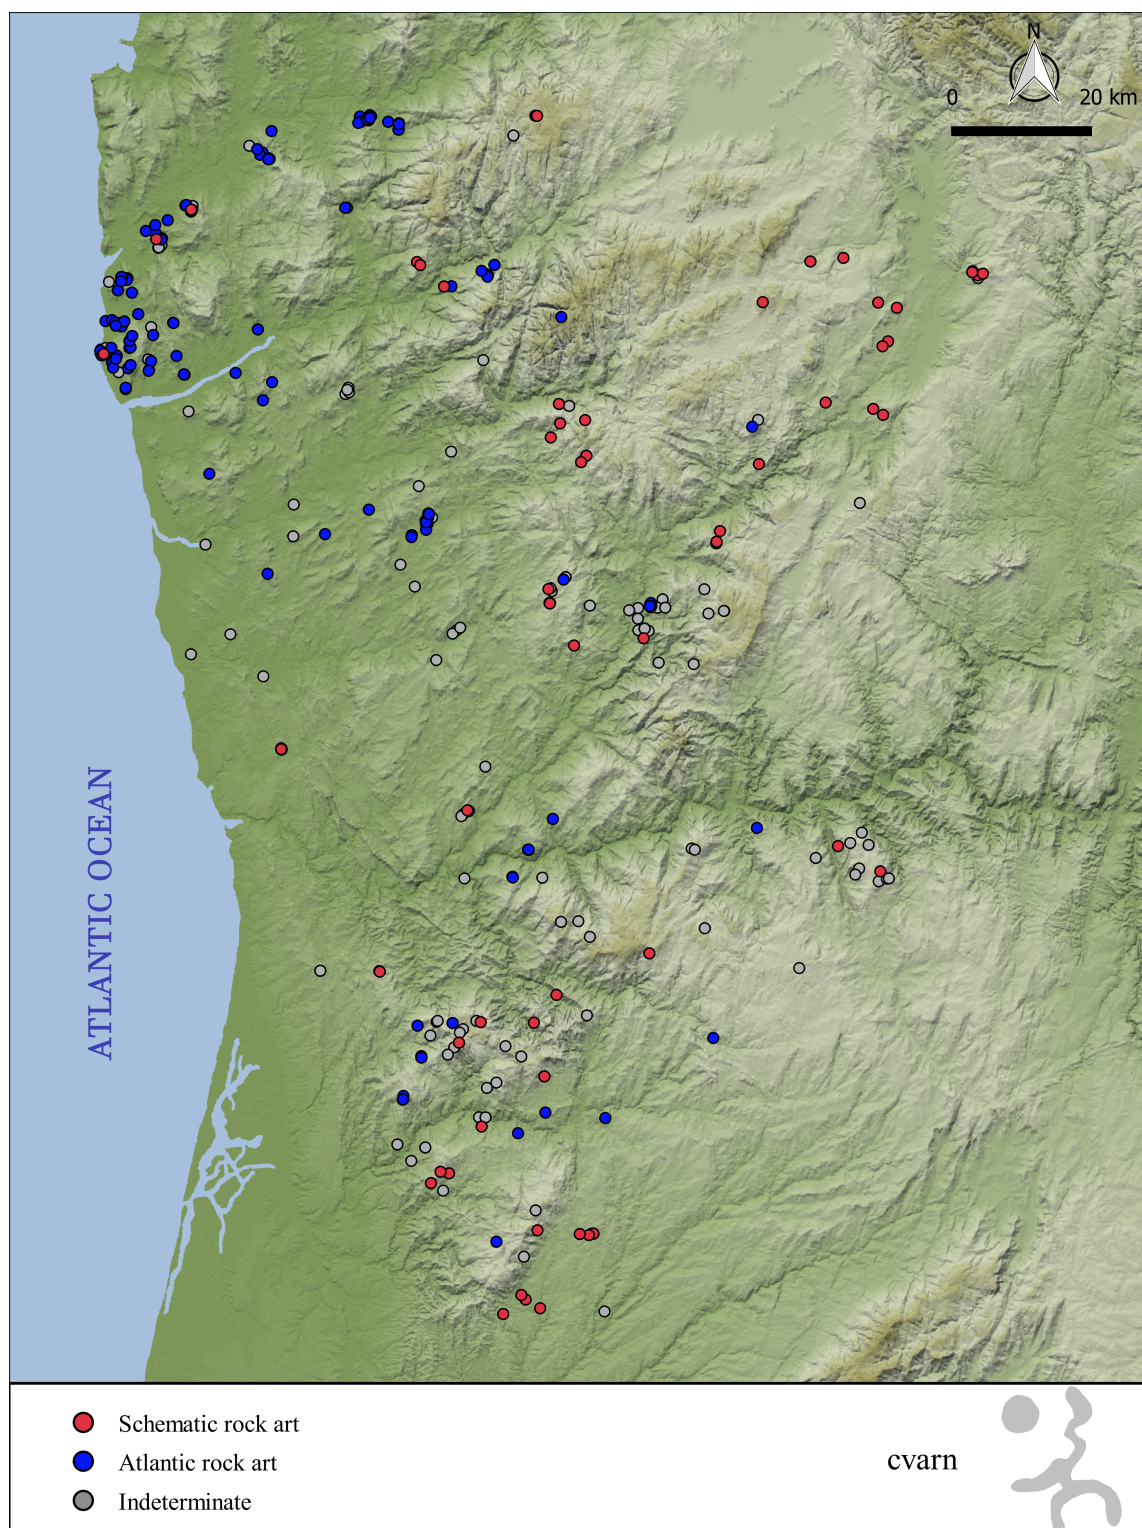 N
0 20 km
ATLANTIC OCEAN
Schematic rock art
Atlantic rock art
Indeterminate
cvarn